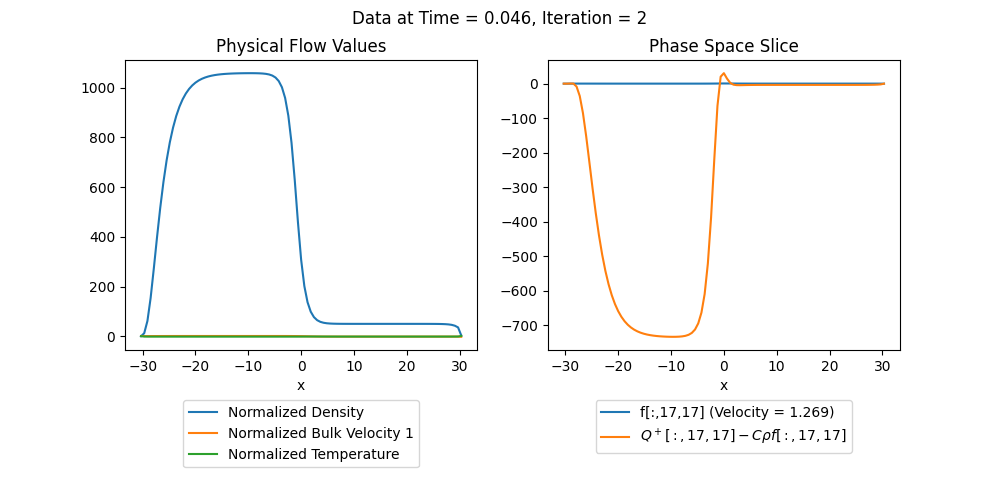 Data at Time = 0.046, Iteration = 2
Physical Flow Values
Phase Space Slice
1000
800
600
400
200
0
−30
−20
−10
0
10
20
30
x
Normalized Density
Normalized Bulk Velocity 1
Normalized Temperature
0
−100
−200
−300
−400
−500
−600
−700
−30
−20
−10
0
10
20
30
x
f[:,17,17] (Velocity = 1.269)
Q⁺[:, 17, 17] − Cρf[:, 17, 17]